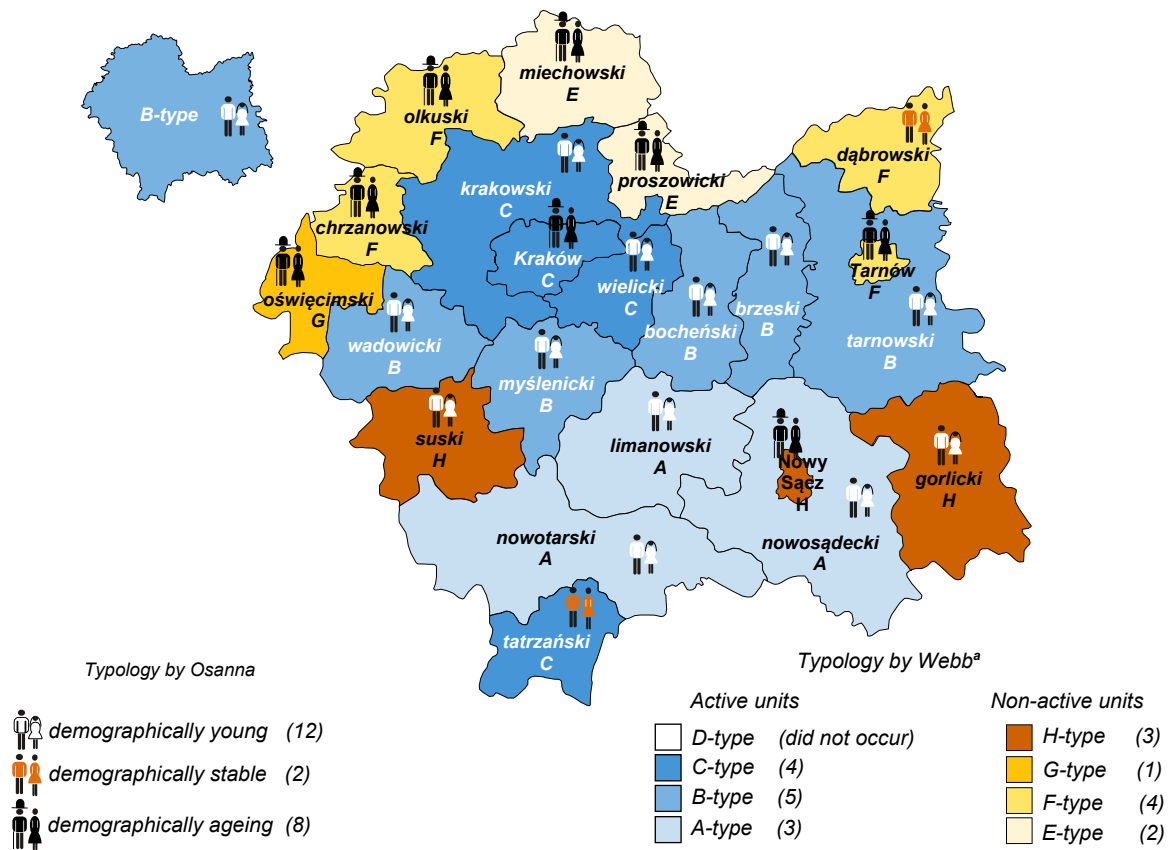 miechowski
E
olkuski
F
B-type
dąbrowski
F
proszowicki
E
krakowski
C
chrzanowski
F
Kraków
C
Tarnów
F
oświęcimski
G
wielicki
C
brzeski
B
bocheński
B
tarnowski
B
wadowicki
B
myślenicki
B
suski
H
limanowski
A
Nowy
Sącz
H
gorlicki
H
nowotarski
A
nowosądecki
A
tatrzański
C
Typology by Osanna
demographically young (12)
demographically stable (2)
demographically ageing (8)
Typology by Webbª
Active units
D-type (did not occur)
C-type (4)
B-type (5)
A-type (3)
Non-active units
H-type (3)
G-type (1)
F-type (4)
E-type (2)